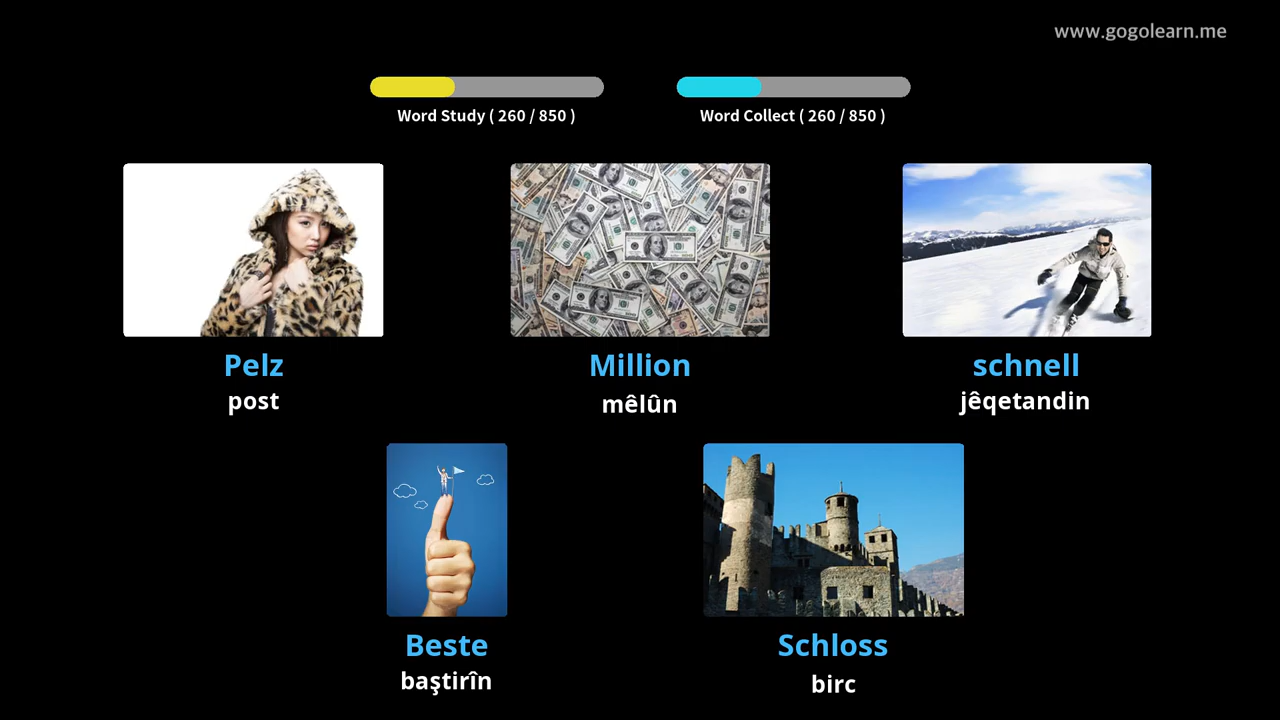 www.gogolearn.me
Word Study ( 260 / 850 )
Word Collect ( 260 / 850 )
Pelz
post
Million
mêlûn
schnell
jêqetandin
Beste
baştirîn
Schloss
birc